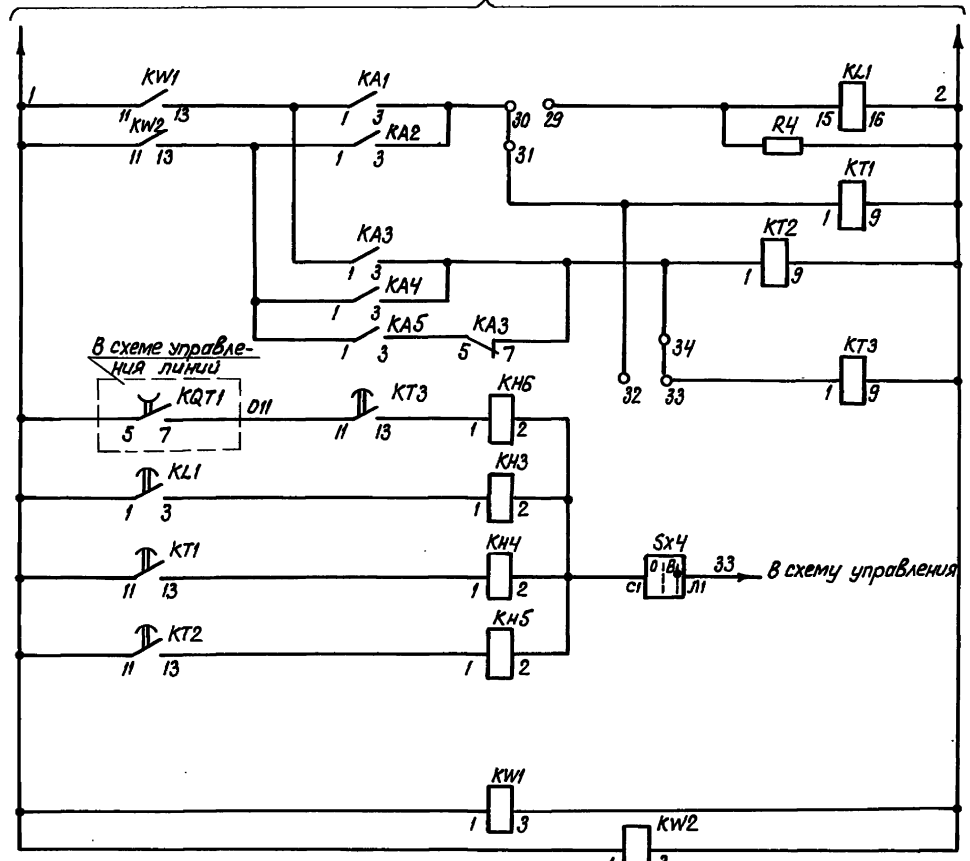 1 KW1 KA1 KL1 2
11 13 1 3 30 29 15 16
KW2 KA2 R4
11 13 1 3 31
KT1
KA3 KT2 1 9
1 3 1 9
KA4
1 3
KA5 KA3
1 3 5 7 34
В схеме управле-
ния линий
KT3
KQT1 011 KT3 KH6 32 33 1 9
5 7 11 13 1 2
KL1 KH3
1 3 1 2
KT1 KH4 SX4
0 В
11 13 1 2 C1 Л1 33 В схему управления
KT2 KH5
11 13 1 2
KW1
1 3
KW2